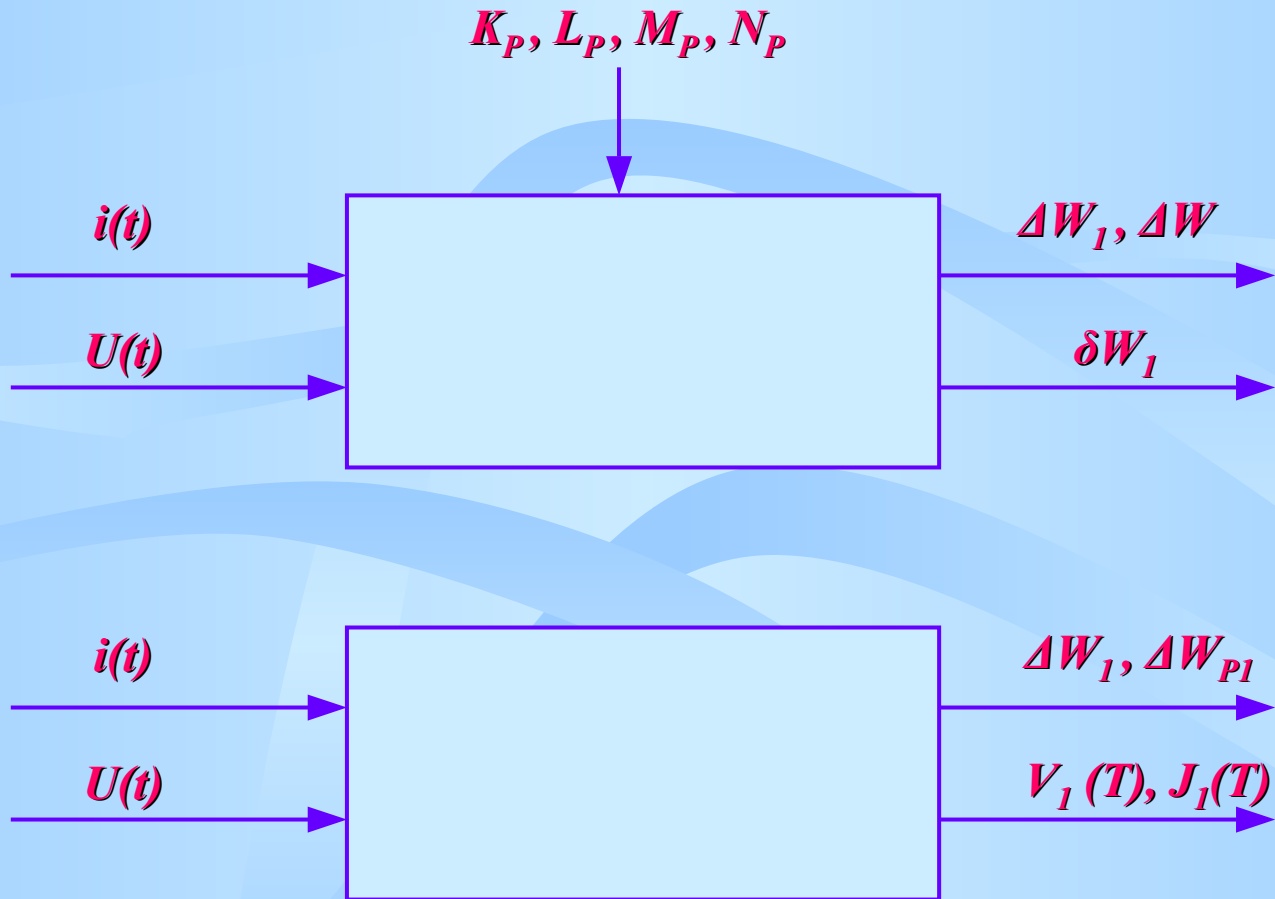 K_P, L_P, M_P, N_P
i(t)
ΔW_1, ΔW
U(t)
δW_1
i(t)
ΔW_1, ΔW_P1
U(t)
V_1 (T), J_1(T)